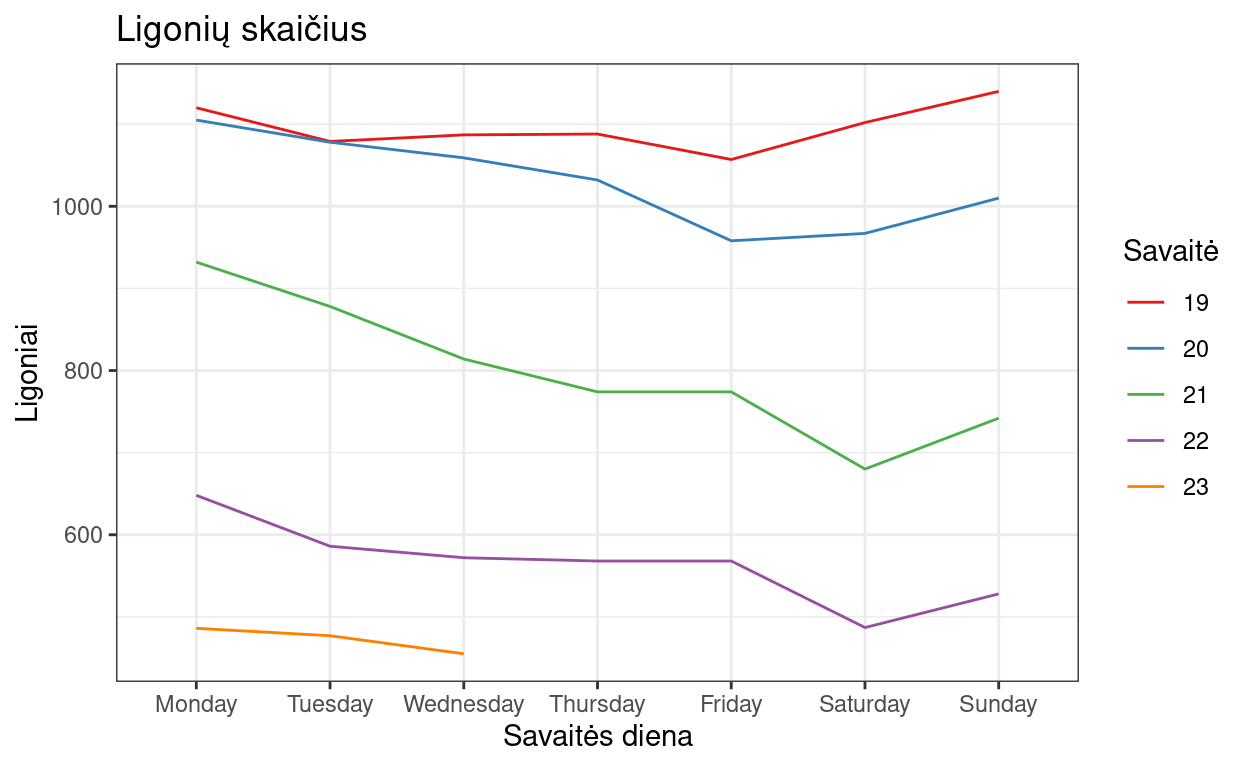 Ligonių skaičius
Ligoniai
1000
800
600
Monday Tuesday Wednesday Thursday Friday Saturday Sunday
Savaitės diena
Savaitė
19
20
21
22
23